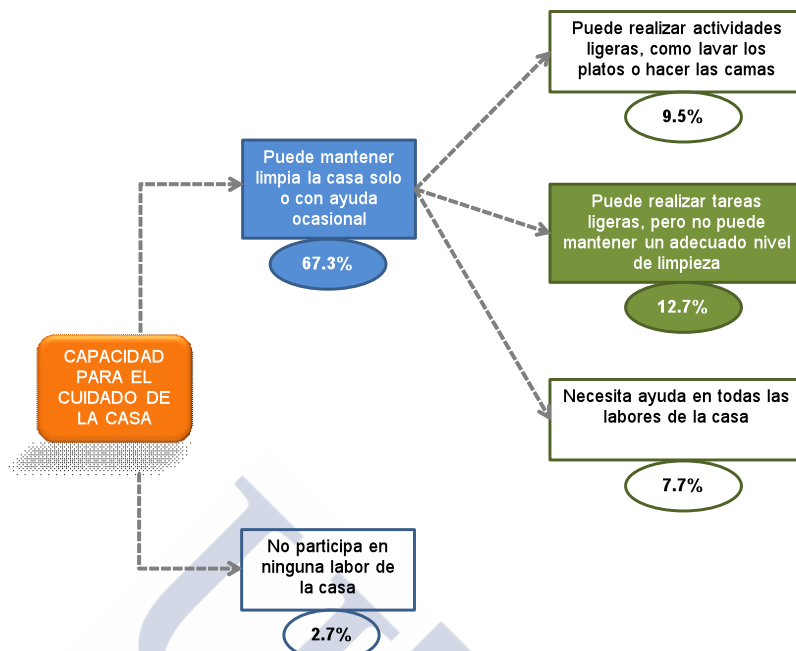 Puede realizar actividades
ligeras, como lavar los
platos o hacer las camas
9.5%
Puede mantener
limpia la casa solo
o con ayuda
ocasional
67.3%
Puede realizar tareas
ligeras, pero no puede
mantener un adecuado nivel
de limpieza
12.7%
CAPACIDAD
PARA EL
CUIDADO DE
LA CASA
Necesita ayuda en todas las
labores de la casa
7.7%
No participa en
ninguna labor de
la casa
2.7%